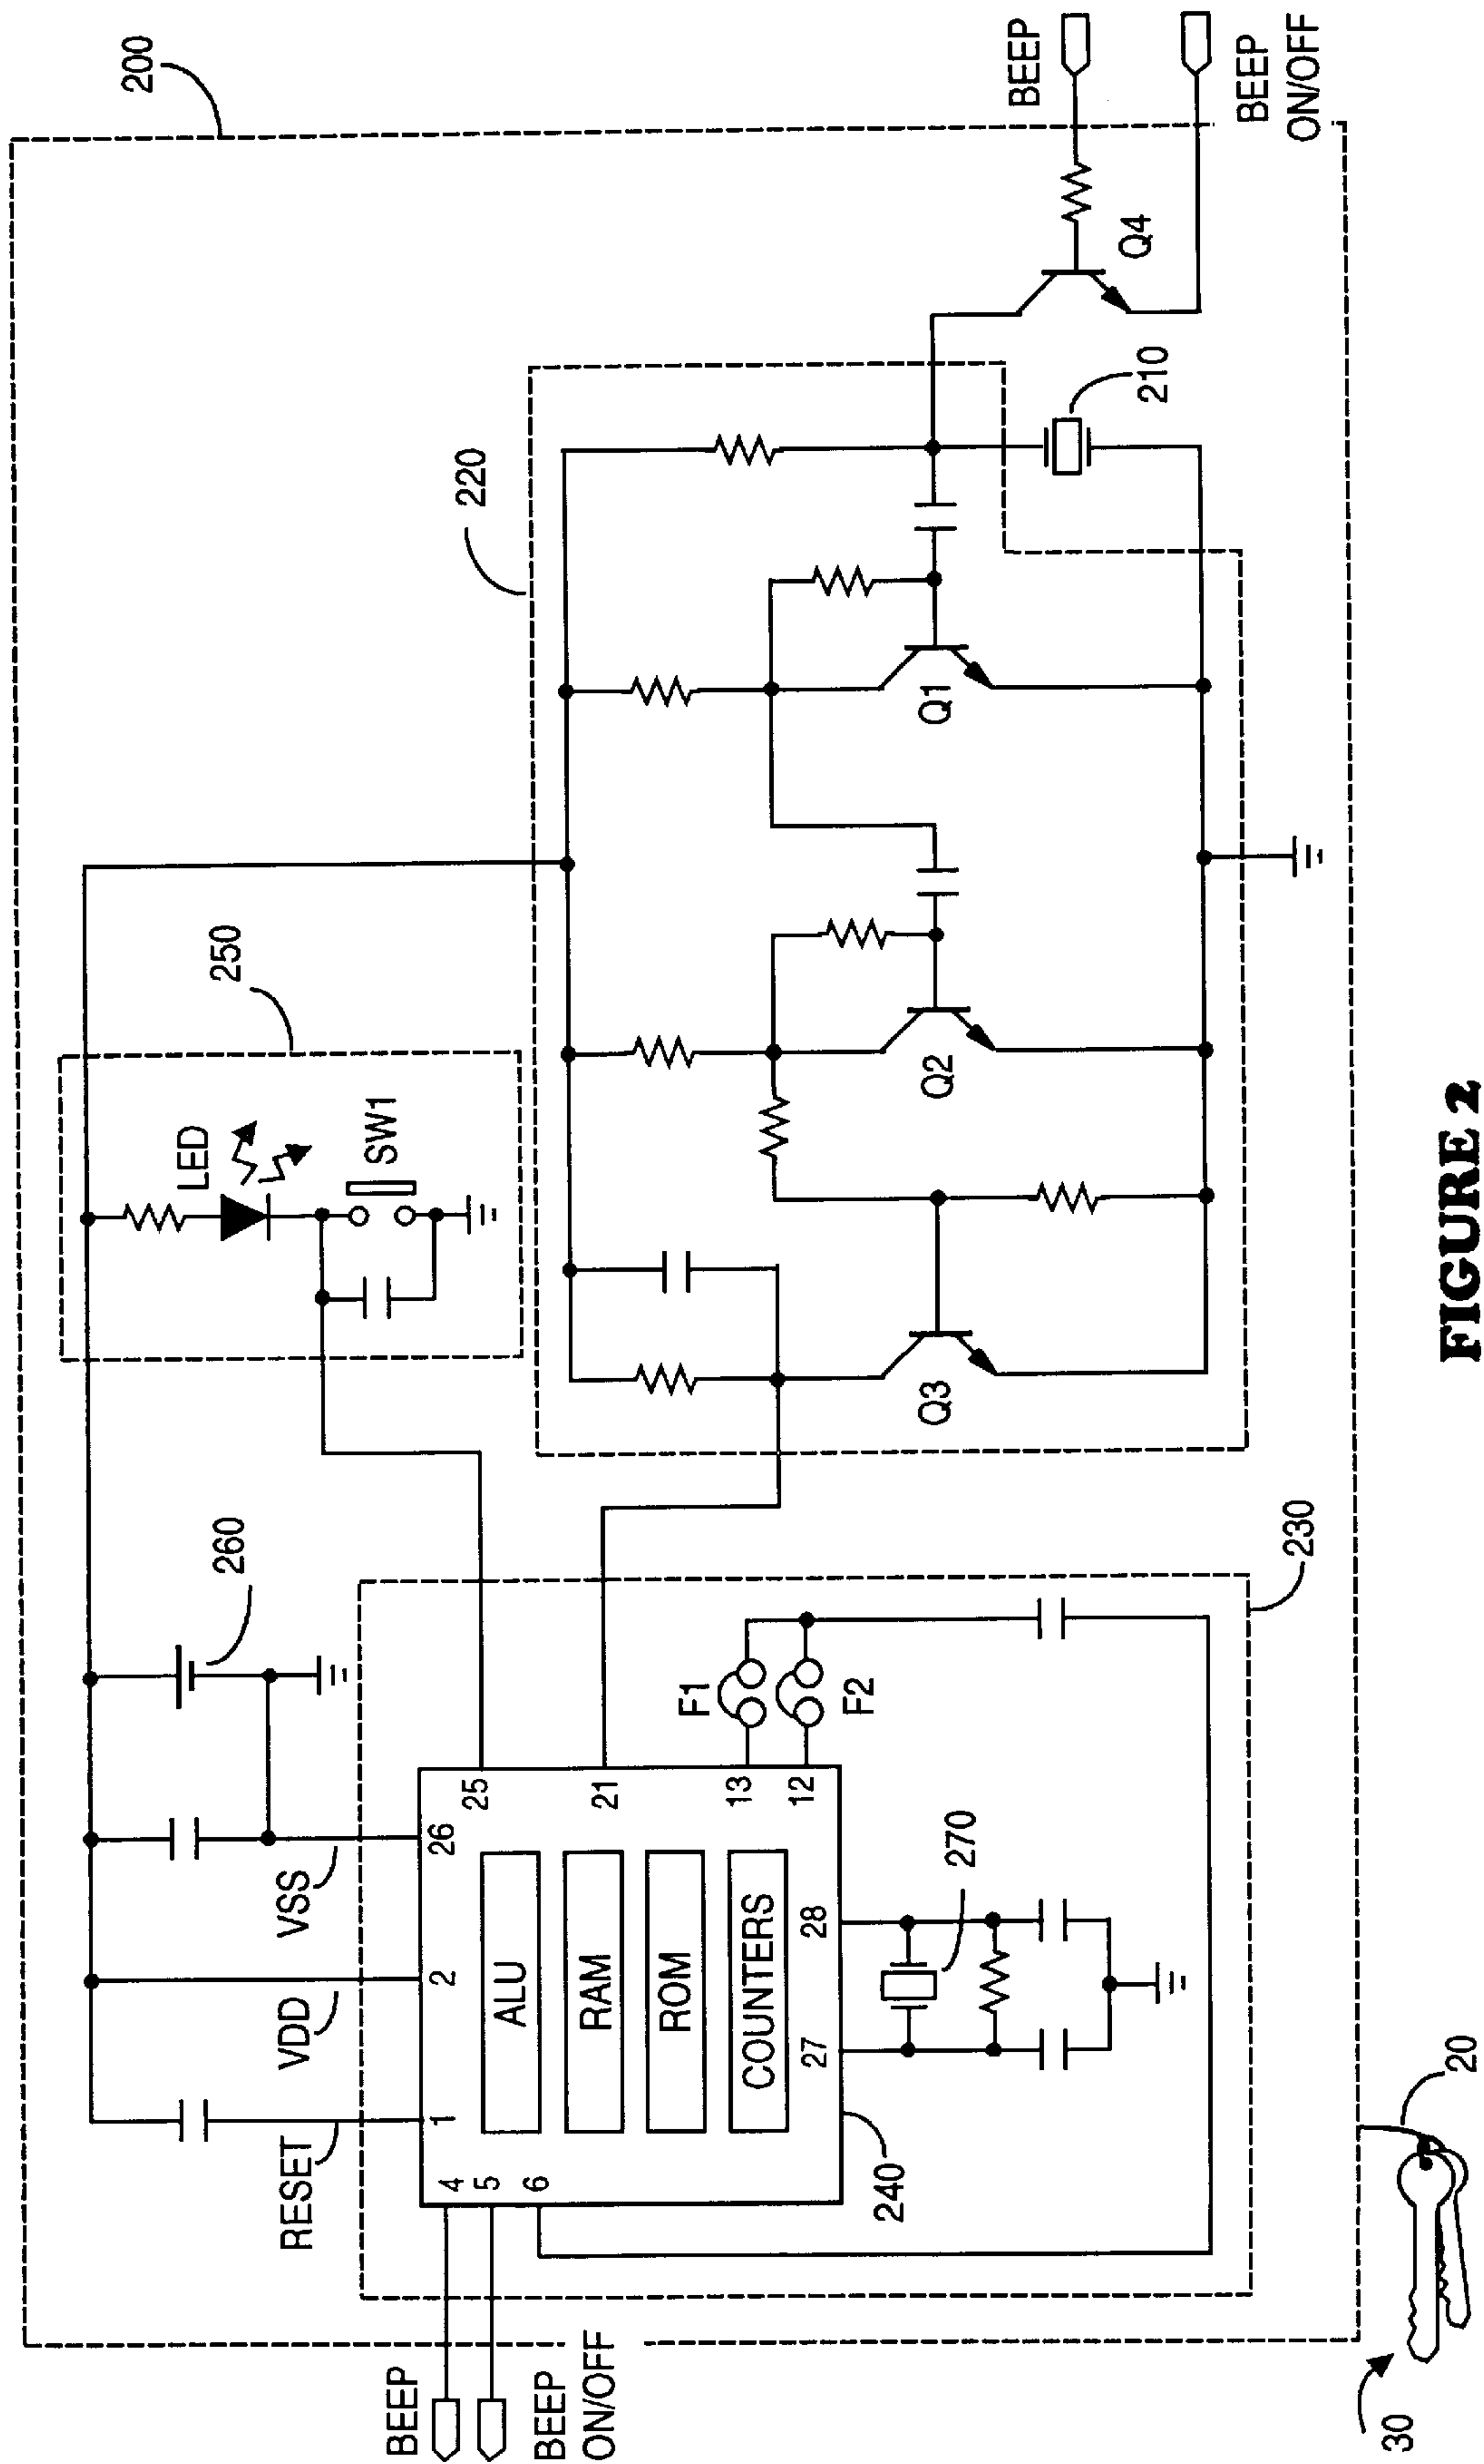 200
BEEP
BEEP
ON/OFF
Q4
210
220
Q1
250
LED
SW1
Q2
Q3
260
230
F1
F2
25
21
13
12
26
VSS
2
VDD
1
RESET
ALU
RAM
ROM
COUNTERS
28
27
270
4
5
6
240
BEEP
BEEP
ON/OFF
20
30
FIGURE 2